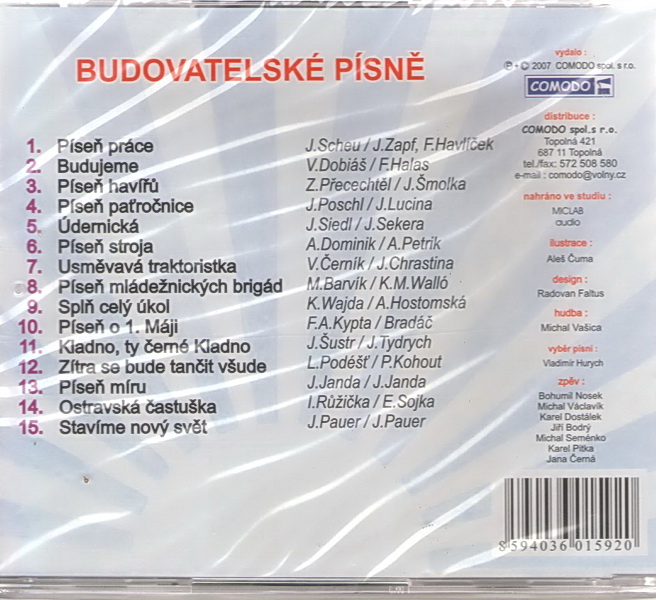 BUDOVATELSKÉ PÍSNĚ
1. Píseň práce J.Scheu / J.Zapf, F.Havlíček
2. Budujeme V.Dobiáš / F.Halas
3. Píseň havířů Z.Přecechtěl / J.Šmolka
4. Píseň paťročnice J.Poschl / J.Lucina
5. Údernická J.Siedl / J.Sekera
6. Píseň stroja A.Dominik / A.Petrik
7. Usměvavá traktoristka V.Černík / J.Chrastina
8. Píseň mládežnických brigád M.Barvík / K.M.Walló
9. Splň celý úkol K.Wajda / A.Hostomská
10. Píseň o 1. Máji F.A.Kypta / Bradáč
11. Kladno, ty černé Kladno J.Šustr / J.Tydrych
12. Zítra se bude tančit všude L.Podéšť / P.Kohout
13. Píseň míru J.Janda / J.Janda
14. Ostravská častuška I.Růžička / E.Sojka
15. Stavíme nový svět J.Pauer / J.Pauer
vydalo :
℗ + © 2007 COMODO spol. s r.o.
COMODO
distribuce :
COMODO spol.s r.o.
Topolná 421
687 11 Topolná
tel./fax: 572 508 580
e-mail : comodo@volny.cz
nahráno ve studiu :
MICLAB
audio
ilustrace :
Aleš Čuma
design :
Radovan Faltus
hudba :
Michal Vašica
výběr písní :
Vladimír Hurych
zpěv :
Bohumil Nosek
Michal Václavík
Karel Dostálek
Jiří Bodrý
Michal Seménko
Karel Pitka
Jana Černá
8 594036 015920